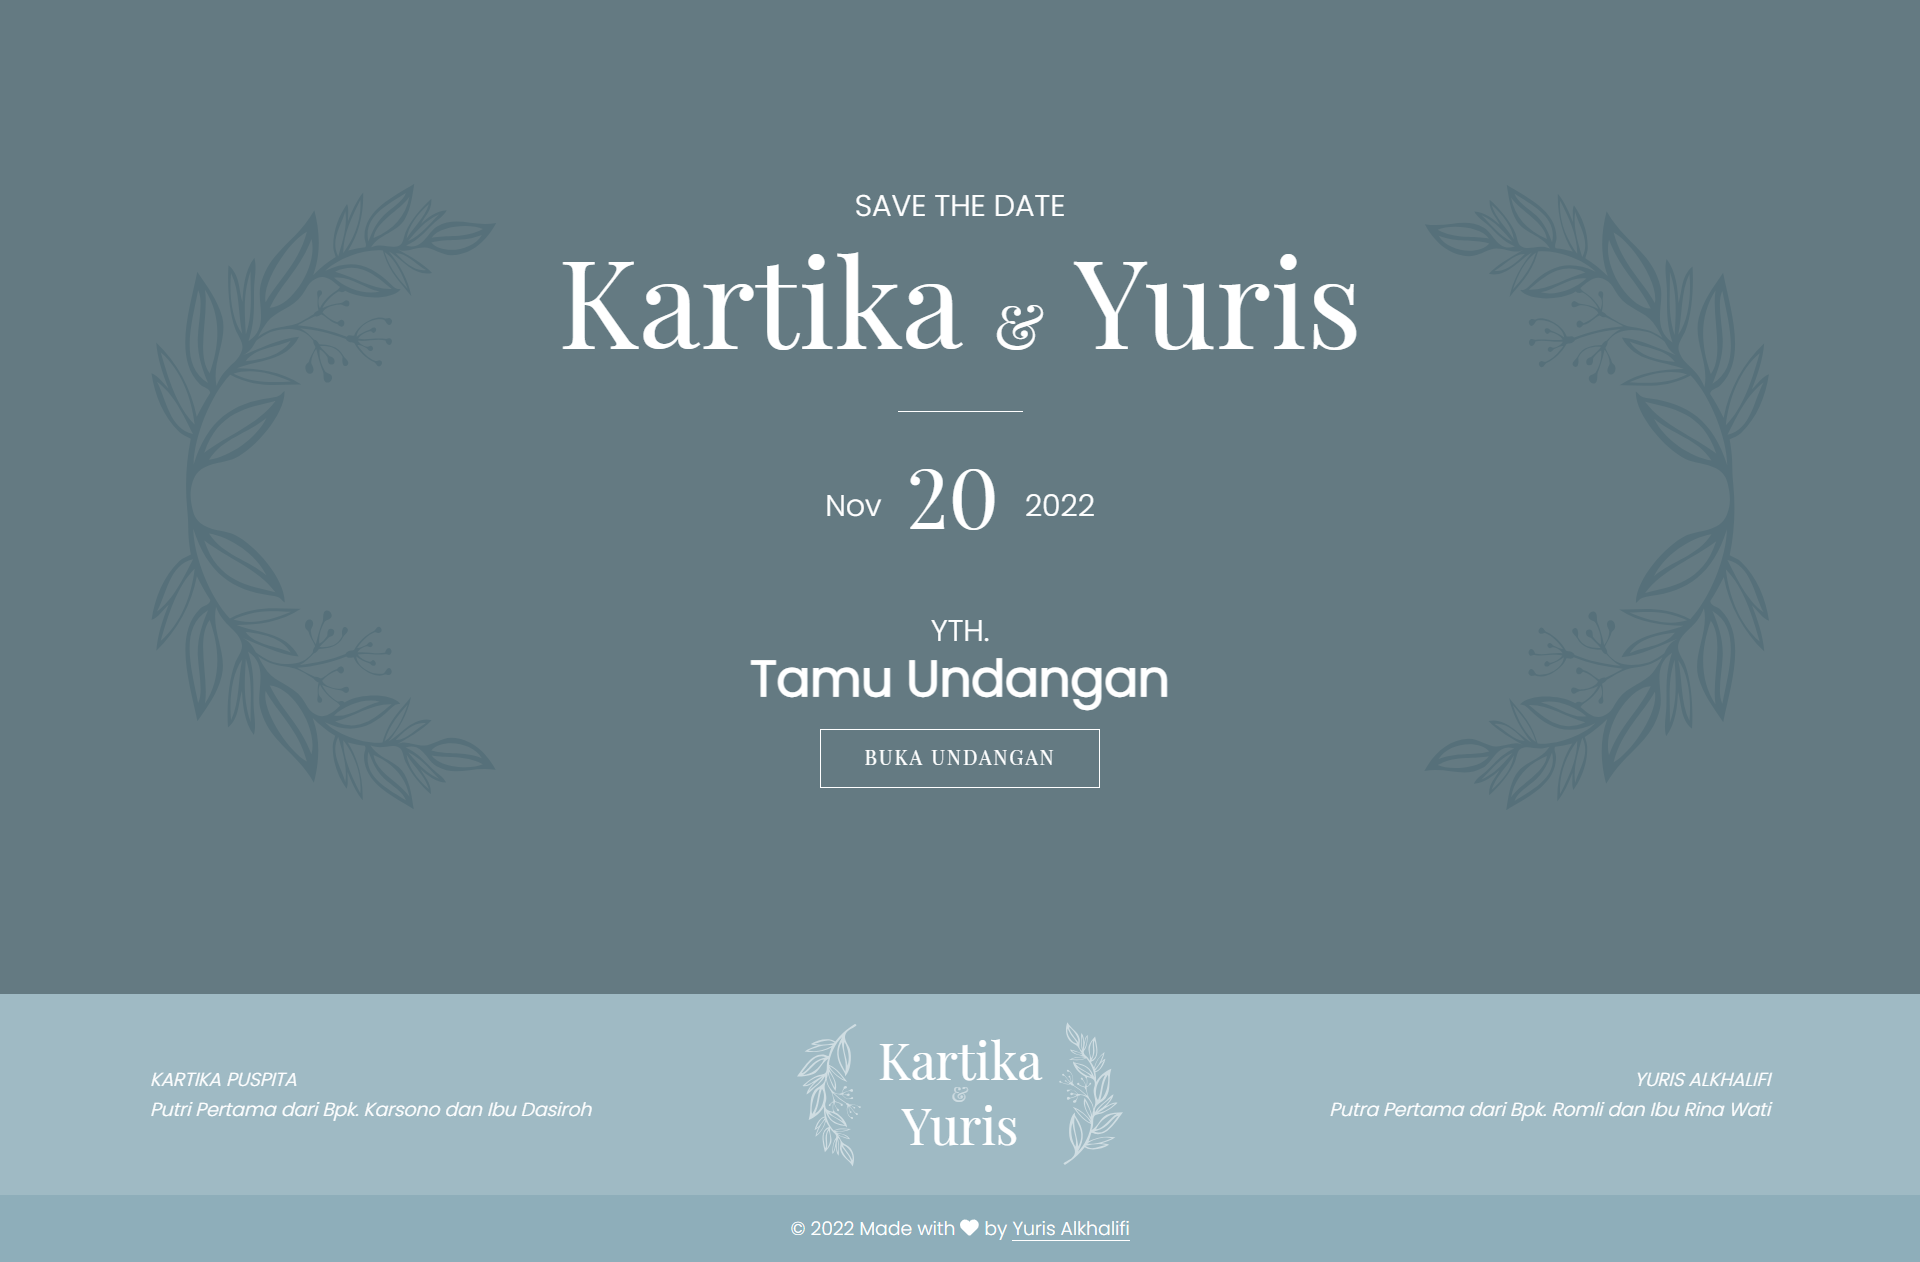 SAVE THE DATE
Kartika & Yuris
Nov 20 2022
YTH.
Tamu Undangan
BUKA UNDANGAN
KARTIKA PUSPITA
Putri Pertama dari Bpk. Karsono dan Ibu Dasiroh
Kartika
&
Yuris
YURIS ALKHALIFI
Putra Pertama dari Bpk. Romli dan Ibu Rina Wati
© 2022 Made with ♥ by Yuris Alkhalifi